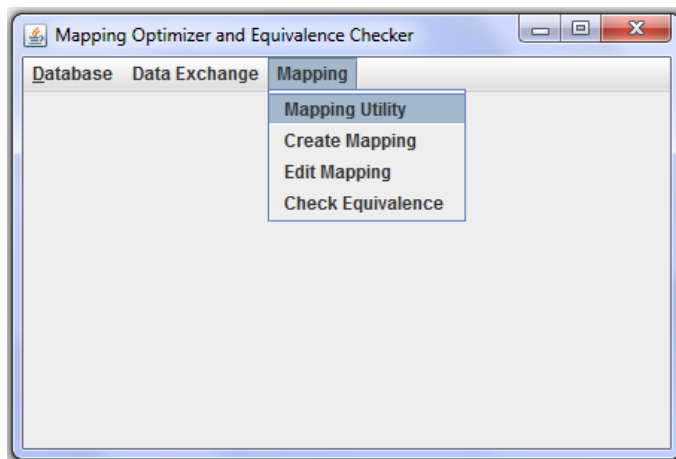 Mapping Optimizer and Equivalence Checker
Database Data Exchange Mapping
Mapping Utility
Create Mapping
Edit Mapping
Check Equivalence